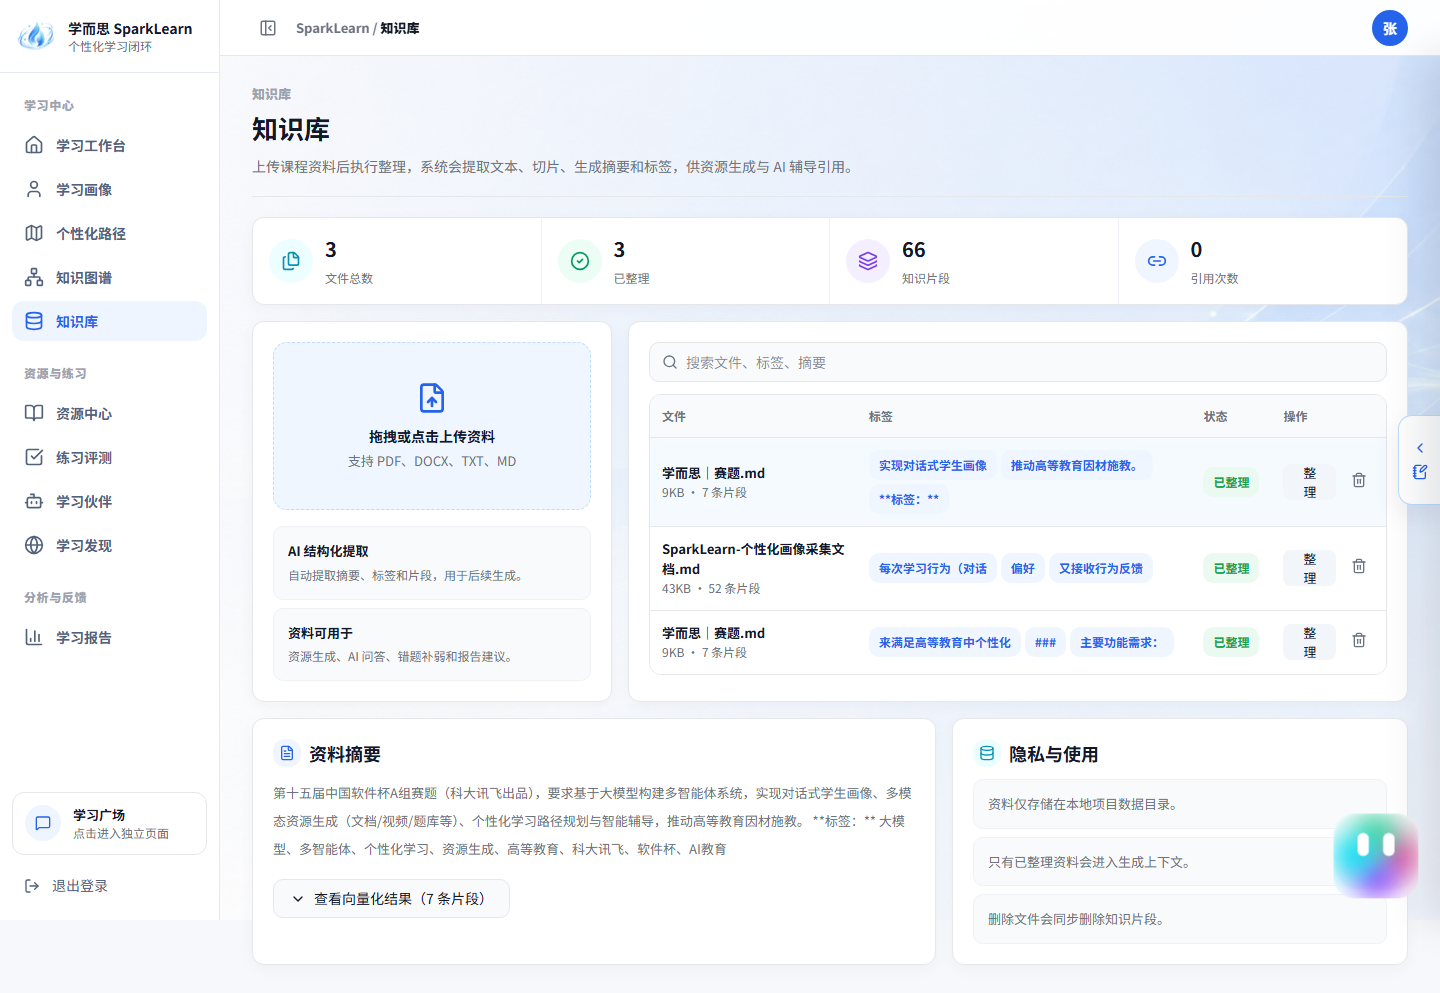 学而思 SparkLearn
个性化学习闭环
SparkLearn / 知识库
张
学习中心
学习工作台
学习画像
个性化路径
知识图谱
知识库
资源与练习
资源中心
练习评测
学习伙伴
学习发现
分析与反馈
学习报告
学习广场
点击进入独立页面
退出登录
知识库
知识库
上传课程资料后执行整理，系统会提取文本、切片、生成摘要和标签，供资源生成与 AI 辅导引用。
3
文件总数
3
已整理
66
知识片段
0
引用次数
拖拽或点击上传资料
支持 PDF、DOCX、TXT、MD
AI 结构化提取
自动提取摘要、标签和片段，用于后续生成。
资料可用于
资源生成、AI 问答、错题补弱和报告建议。
搜索文件、标签、摘要
文件 标签 状态 操作
学而思｜赛题.md
9KB · 7 条片段
实现对话式学生画像 推动高等教育因材施教。
**标签：**
已整理
整
理
SparkLearn-个性化画像采集文
档.md
43KB · 52 条片段
每次学习行为（对话 偏好 又接收行为反馈
已整理
整
理
学而思｜赛题.md
9KB · 7 条片段
来满足高等教育中个性化 ### 主要功能需求：
已整理
整
理
资料摘要
第十五届中国软件杯A组赛题（科大讯飞出品），要求基于大模型构建多智能体系统，实现对话式学生画像、多模
态资源生成（文档/视频/题库等）、个性化学习路径规划与智能辅导，推动高等教育因材施教。 **标签：** 大模
型、多智能体、个性化学习、资源生成、高等教育、科大讯飞、软件杯、AI教育
查看向量化结果（7 条片段）
隐私与使用
资料仅存储在本地项目数据目录。
只有已整理资料会进入生成上下文。
删除文件会同步删除知识片段。